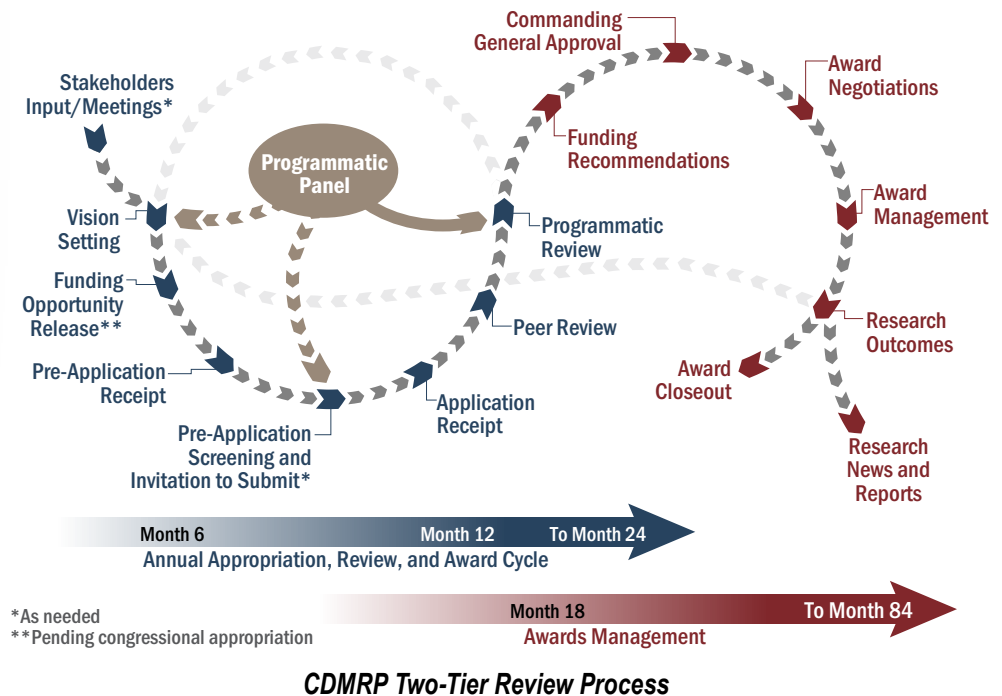 Stakeholders
Input/Meetings*
Vision
Setting
Funding
Opportunity
Release**
Pre-Application
Receipt
Pre-Application
Screening and
Invitation to Submit*
Application
Receipt
Peer Review
Programmatic
Review
Programmatic
Panel
Funding
Recommendations
Commanding
General Approval
Award
Negotiations
Award
Management
Research
Outcomes
Award
Closeout
Research
News and
Reports
Month 6
Month 12
To Month 24
Annual Appropriation, Review, and Award Cycle
Month 18
To Month 84
Awards Management
*As needed
**Pending congressional appropriation
CDMRP Two-Tier Review Process